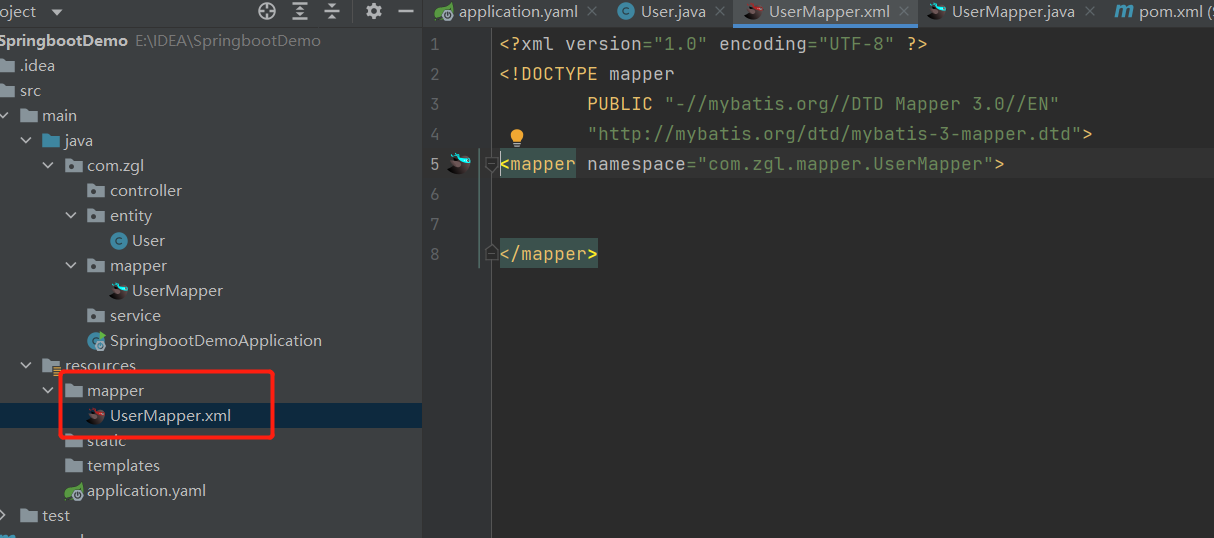 oject
SpringbootDemo E:\IDEA\SpringbootDemo
.idea
src
main
java
com.zgl
controller
entity
User
mapper
UserMapper
service
SpringbootDemoApplication
resources
mapper
UserMapper.xml
static
templates
application.yaml
test
application.yaml
User.java
UserMapper.xml
UserMapper.java
pom.xml (S
1 <?xml version="1.0" encoding="UTF-8" ?>
2 <!DOCTYPE mapper
3 PUBLIC "-//mybatis.org//DTD Mapper 3.0//EN"
4 "http://mybatis.org/dtd/mybatis-3-mapper.dtd">
5 <mapper namespace="com.zgl.mapper.UserMapper">
6
7
8 </mapper>